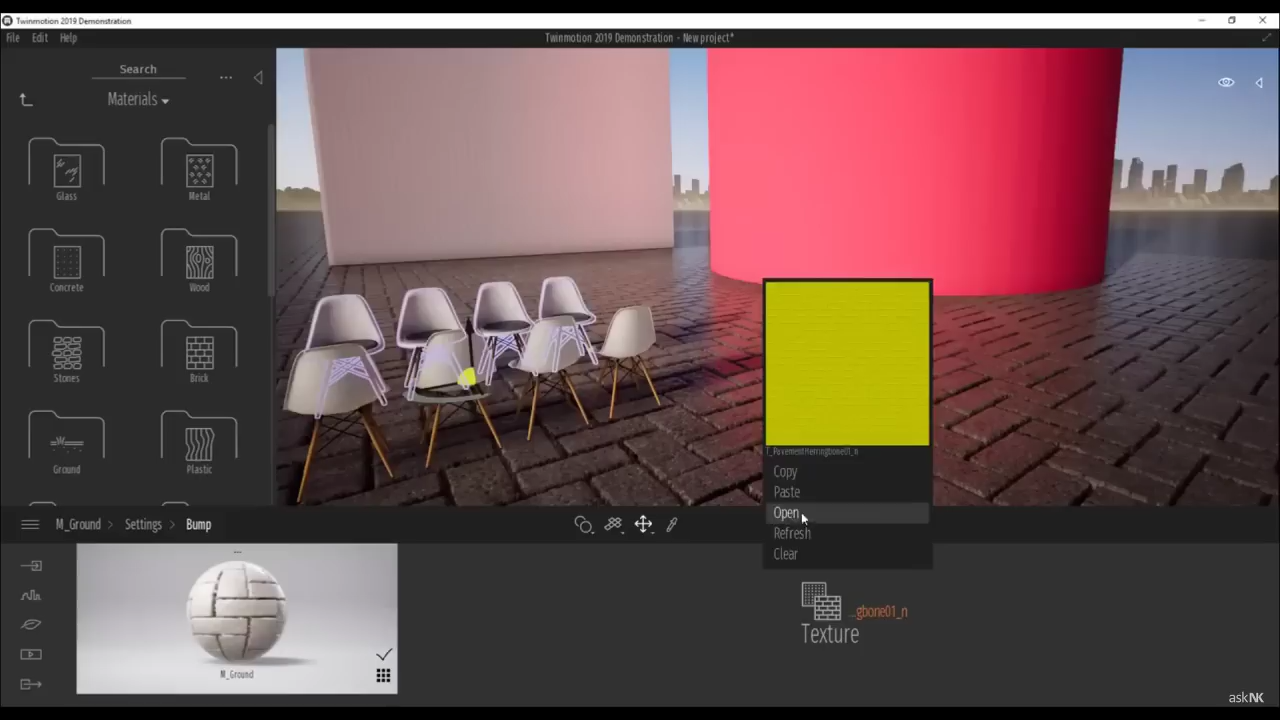 Twinmotion 2019 Demonstration
File Edit Help
Twinmotion 2019 Demonstration - New project*
Search
...
Materials
Glass
Metal
Concrete
Wood
Stones
Brick
Ground
Plastic
T_PavementHerringbone01_n
Copy
Paste
Open
Refresh
Clear
M_Ground > Settings > Bump
M_Ground
...gbone01_n
Texture
askNK